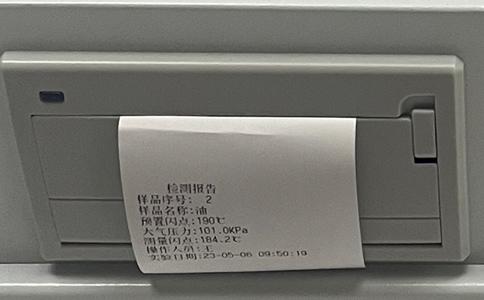 检测报告
样品序号: 2
样品名称:油
预置闪点:190℃
大气压力:101.0KPa
测量闪点:184.2℃
操作人员:王
实验日期:23-05-06 09:50:19